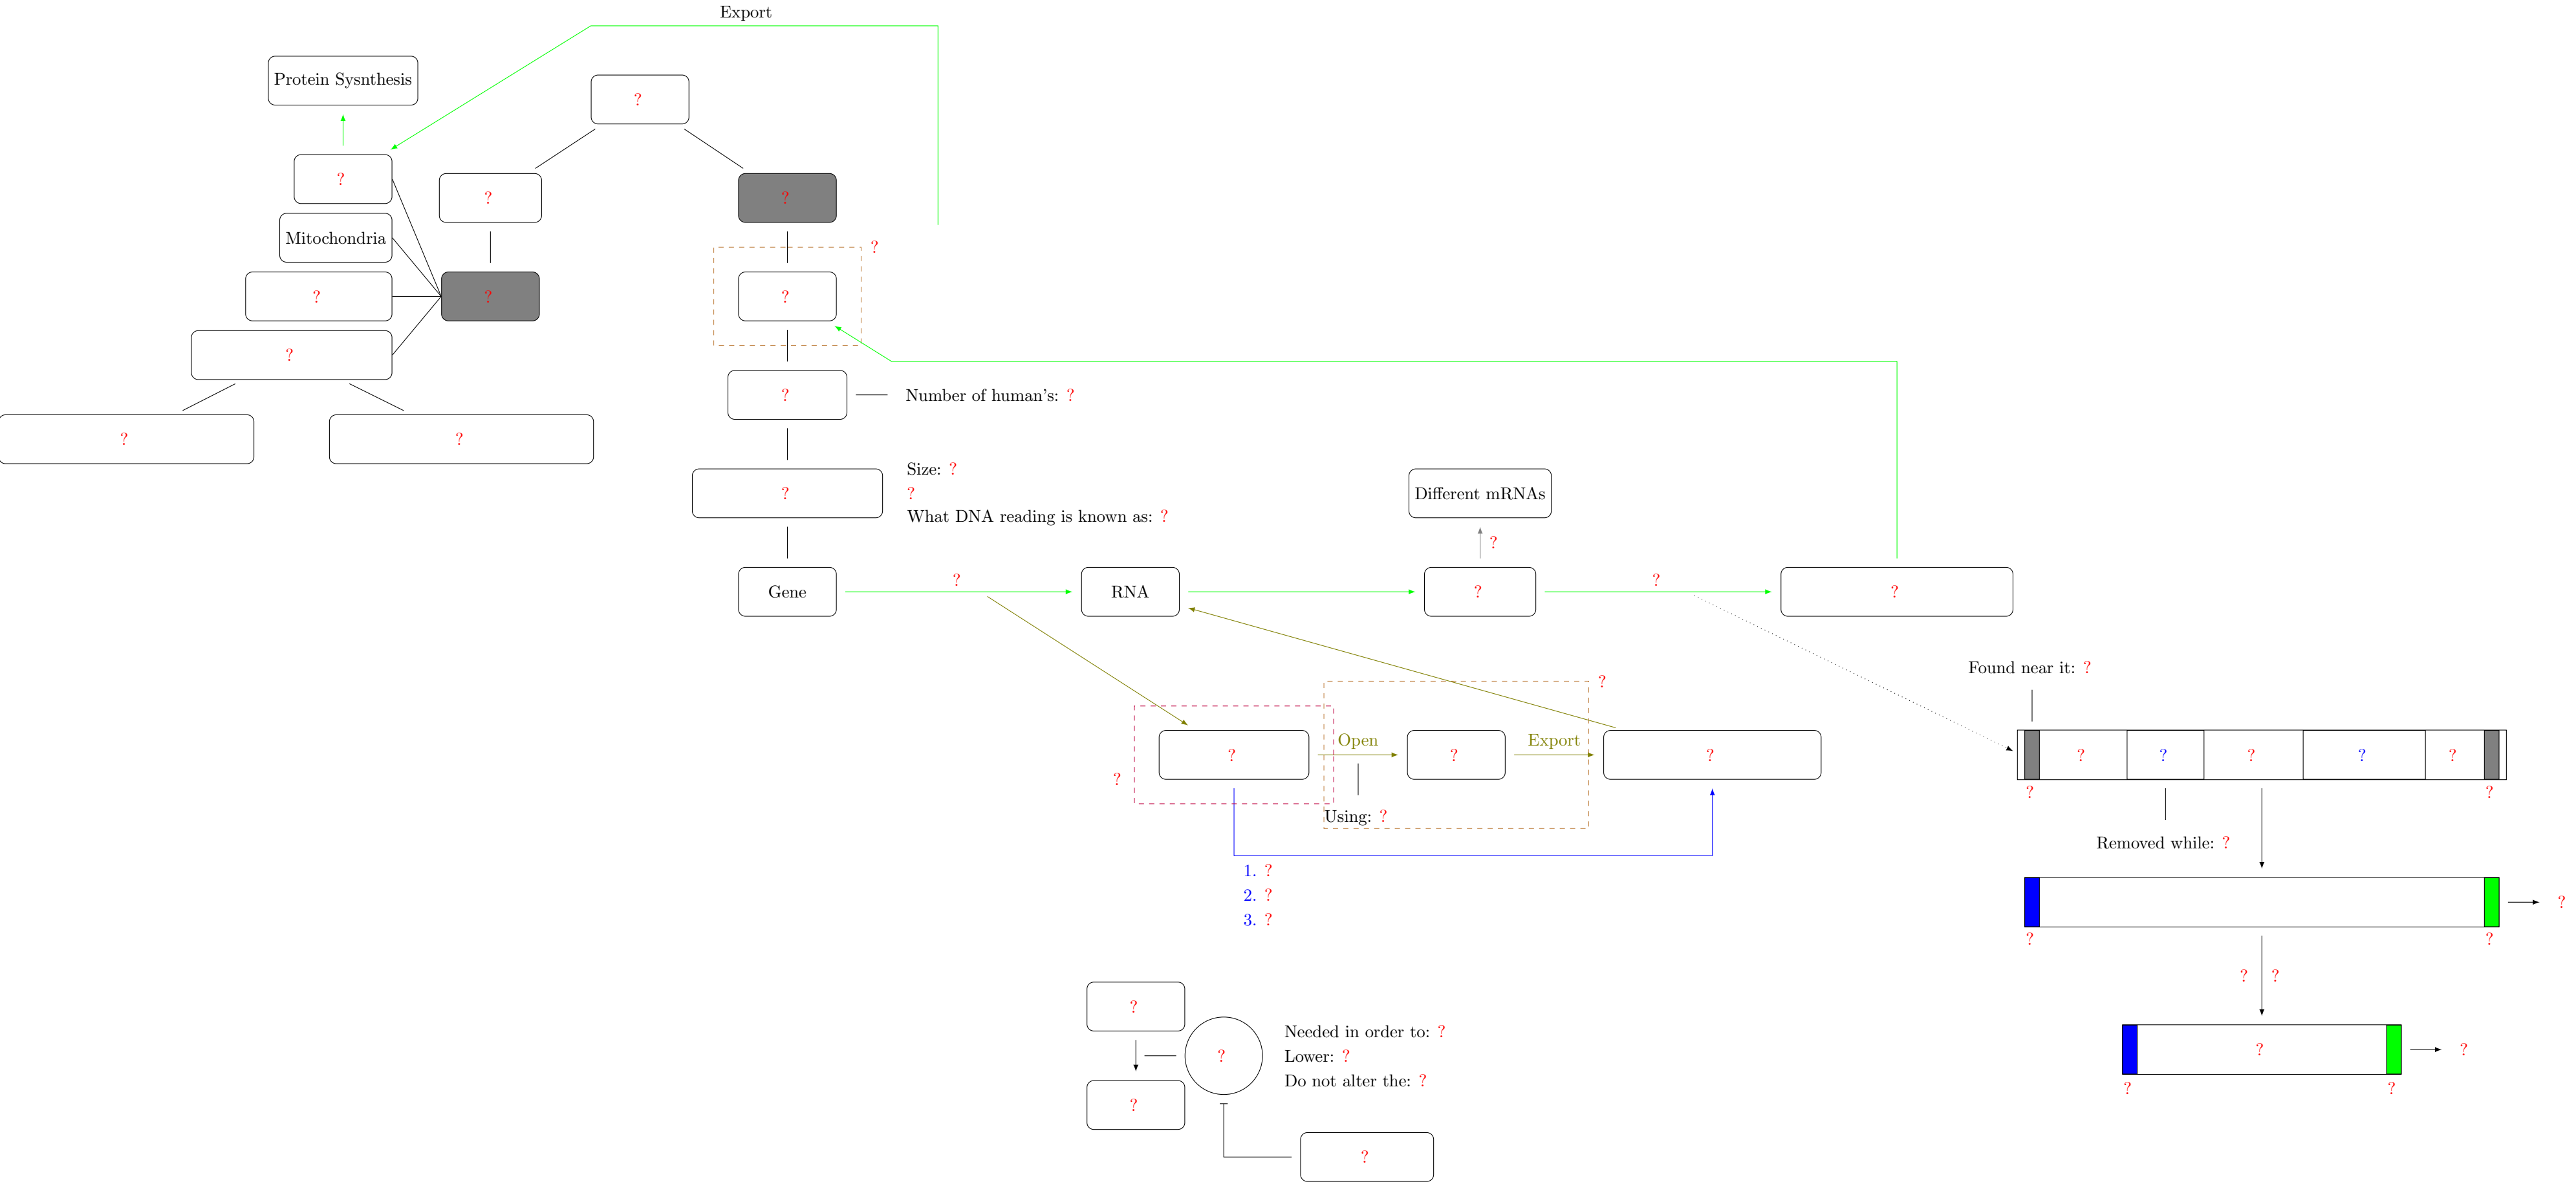 Export
Protein Sysnthesis
?
?
?
?
Mitochondria
?
?
?
?
?
?
?
?
?
Number of human's: ?
Size: ?
?
?
What DNA reading is known as: ?
Different mRNAs
?
Gene
?
RNA
?
?
?
Found near it: ?
?
?
?
Open
?
Export
?
Using: ?
1. ?
2. ?
3. ?
?
?
?
?
?
?
?
Removed while: ?
?
?
?
?
?
?
?
?
?
?
?
Needed in order to: ?
Lower: ?
Do not alter the: ?
?
?